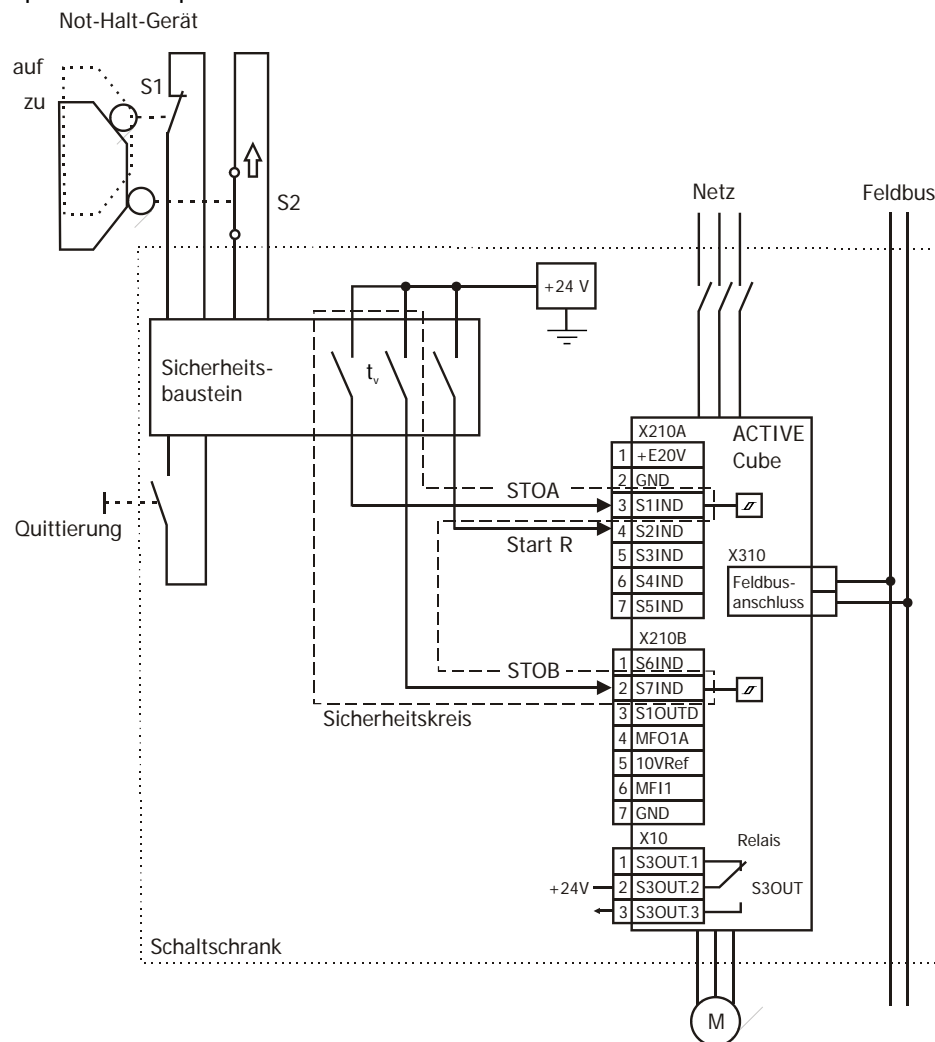 Not-Halt-Gerät
auf
zu
S1
S2
Netz
Feldbus
+24 V
Sicherheits-
baustein
tv
Quittierung
STOA
Start R
STOB
Sicherheitskreis
ACTIVE
Cube
X210A
1 +E20V
2 GND
3 S1IND
4 S2IND
5 S3IND
6 S4IND
7 S5IND
X310
Feldbus-
anschluss
X210B
1 S6IND
2 S7IND
3 S1OUTD
4 MFO1A
5 10VRef
6 MFI1
7 GND
X10
Relais
1 S3OUT.1
+24V 2 S3OUT.2
S3OUT
3 S3OUT.3
Schaltschrank
M